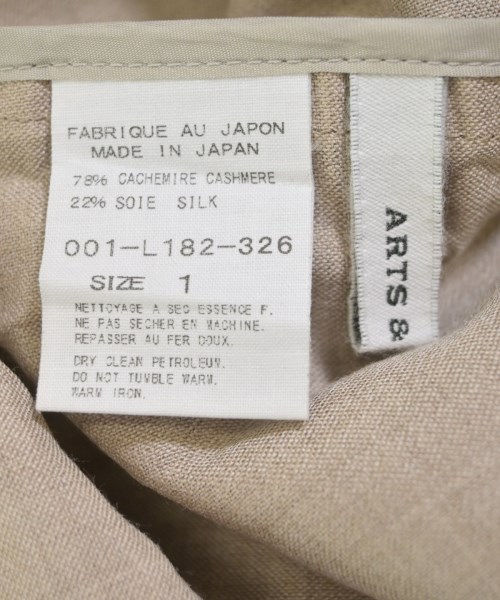 FABRIQUE AU JAPON
MADE IN JAPAN
78% CACHEMIRE CASHMERE
22% SOIE SILK
001-L182-326
SIZE 1
NETTOYAGE A SEC ESSENCE F.
NE PAS SECHER EN MACHINE.
REPASSER AU FER DOUX.
DRY CLEAN PETROLEUM.
DO NOT TUMBLE WARM.
WARM IRON.
ARTS &